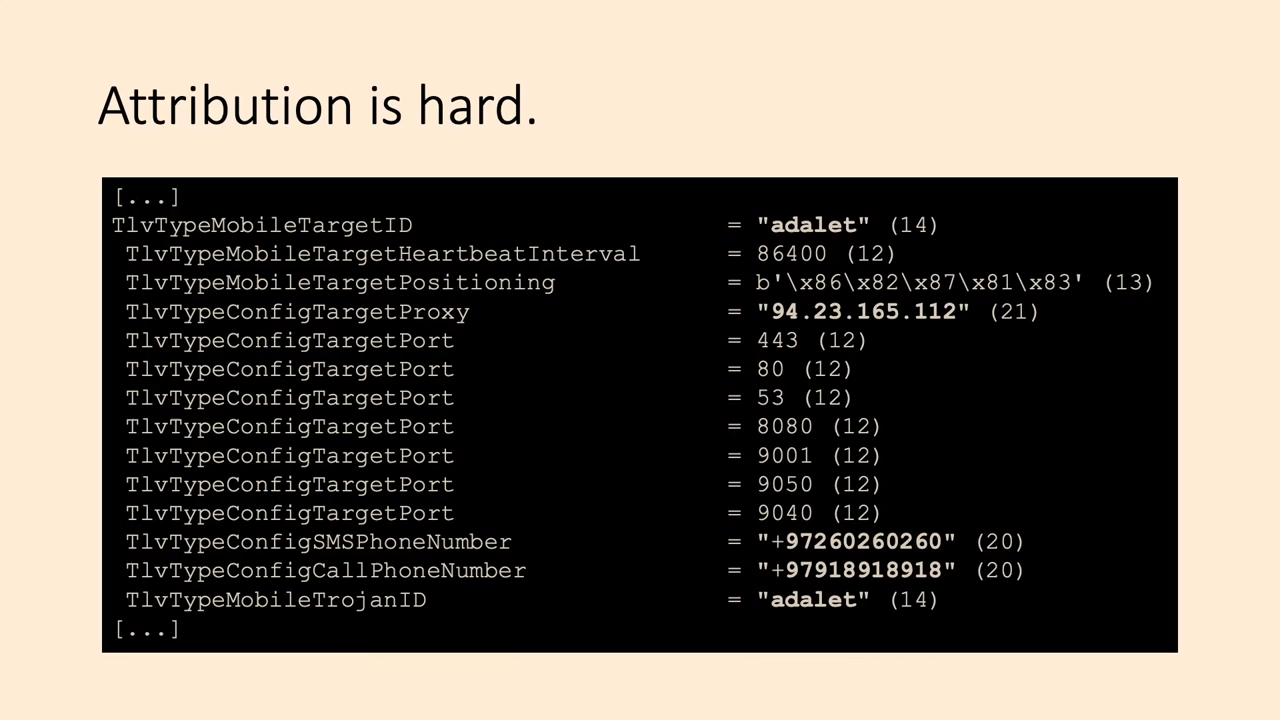 Attribution is hard.
[...]
TlvTypeMobileTargetID = "adalet" (14)
TlvTypeMobileTargetHeartbeatInterval = 86400 (12)
TlvTypeMobileTargetPositioning = b'\x86\x82\x87\x81\x83' (13)
TlvTypeConfigTargetProxy = "94.23.165.112" (21)
TlvTypeConfigTargetPort = 443 (12)
TlvTypeConfigTargetPort = 80 (12)
TlvTypeConfigTargetPort = 53 (12)
TlvTypeConfigTargetPort = 8080 (12)
TlvTypeConfigTargetPort = 9001 (12)
TlvTypeConfigTargetPort = 9050 (12)
TlvTypeConfigTargetPort = 9040 (12)
TlvTypeConfigSMSPhoneNumber = "+97260260260" (20)
TlvTypeConfigCallPhoneNumber = "+97918918918" (20)
TlvTypeMobileTrojanID = "adalet" (14)
[...]